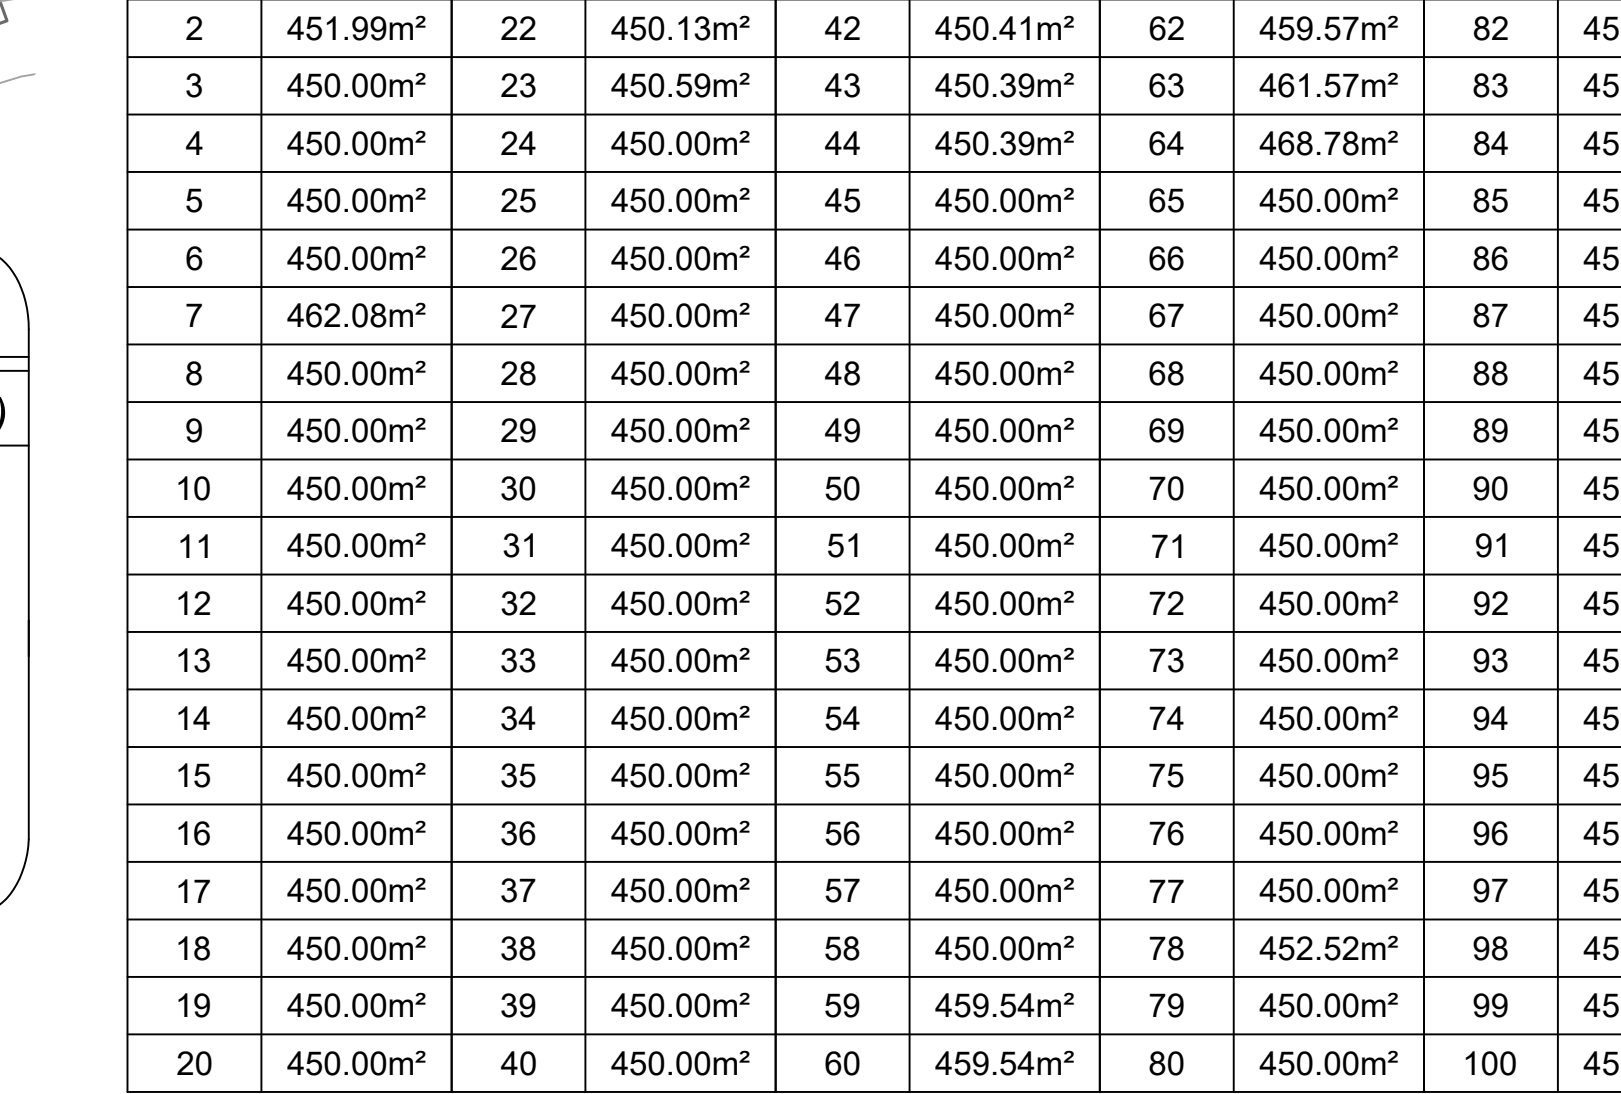 2 451.99m² 22 450.13m² 42 450.41m² 62 459.57m² 82 45
3 450.00m² 23 450.59m² 43 450.39m² 63 461.57m² 83 45
4 450.00m² 24 450.00m² 44 450.39m² 64 468.78m² 84 45
5 450.00m² 25 450.00m² 45 450.00m² 65 450.00m² 85 45
6 450.00m² 26 450.00m² 46 450.00m² 66 450.00m² 86 45
7 462.08m² 27 450.00m² 47 450.00m² 67 450.00m² 87 45
8 450.00m² 28 450.00m² 48 450.00m² 68 450.00m² 88 45
9 450.00m² 29 450.00m² 49 450.00m² 69 450.00m² 89 45
10 450.00m² 30 450.00m² 50 450.00m² 70 450.00m² 90 45
11 450.00m² 31 450.00m² 51 450.00m² 71 450.00m² 91 45
12 450.00m² 32 450.00m² 52 450.00m² 72 450.00m² 92 45
13 450.00m² 33 450.00m² 53 450.00m² 73 450.00m² 93 45
14 450.00m² 34 450.00m² 54 450.00m² 74 450.00m² 94 45
15 450.00m² 35 450.00m² 55 450.00m² 75 450.00m² 95 45
16 450.00m² 36 450.00m² 56 450.00m² 76 450.00m² 96 45
17 450.00m² 37 450.00m² 57 450.00m² 77 450.00m² 97 45
18 450.00m² 38 450.00m² 58 450.00m² 78 452.52m² 98 45
19 450.00m² 39 450.00m² 59 459.54m² 79 450.00m² 99 45
20 450.00m² 40 450.00m² 60 459.54m² 80 450.00m² 100 45